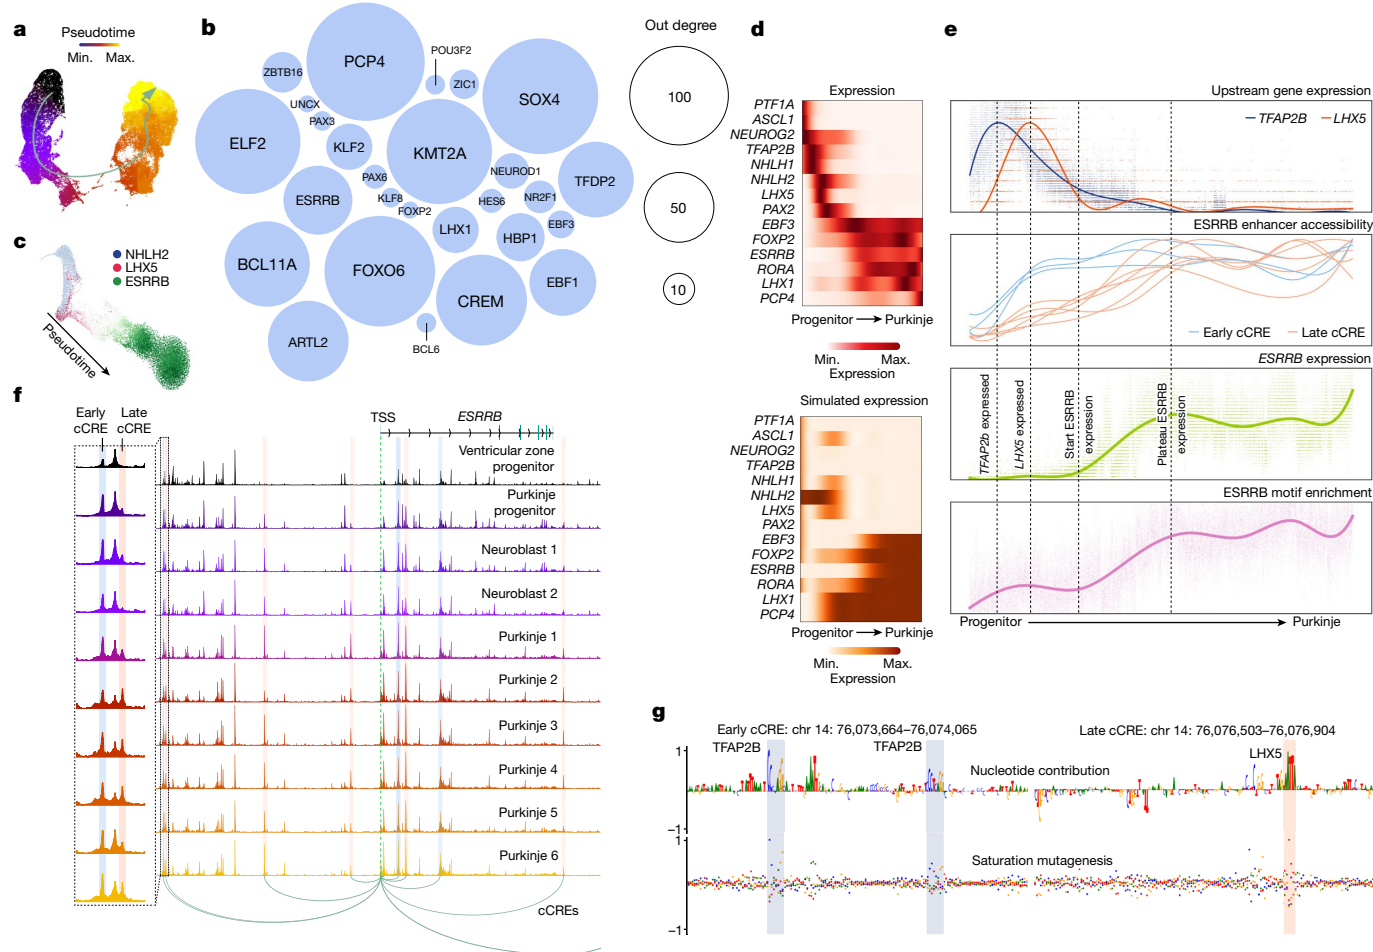 a
Pseudotime
Min. Max.
b
PCP4
POU3F2
ZBTB16
ZIC1
SOX4
UNCX
PAX3
ELF2
KLF2
KMT2A
NEUROD1
TFDP2
PAX6
ESRRB
KLF8
FOXP2
HES6
NR2F1
EBF3
LHX1
HBP1
BCL11A
FOXO6
EBF1
CREM
ARTL2
BCL6
Out degree
100
50
10
c
NHLH2
LHX5
ESRRB
Pseudotime
d
Expression
PTF1A
ASCL1
NEUROG2
TFAP2B
NHLH1
NHLH2
LHX5
PAX2
EBF3
FOXP2
ESRRB
RORA
LHX1
PCP4
Progenitor Purkinje
Min. Max.
Expression
Simulated expression
PTF1A
ASCL1
NEUROG2
TFAP2B
NHLH1
NHLH2
LHX5
PAX2
EBF3
FOXP2
ESRRB
RORA
LHX1
PCP4
Progenitor Purkinje
Min. Max.
Expression
e
Upstream gene expression
TFAP2B LHX5
ESRRB enhancer accessibility
Early cCRE Late cCRE
ESRRB expression
TFAP2b expressed
LHX5 expressed
Start ESRRB
expression
Plateau ESRRB
expression
ESRRB motif enrichment
Progenitor Purkinje
f
Early
cCRE
Late
cCRE
TSS
ESRRB
Ventricular zone
progenitor
Purkinje
progenitor
Neuroblast 1
Neuroblast 2
Purkinje 1
Purkinje 2
Purkinje 3
Purkinje 4
Purkinje 5
Purkinje 6
cCREs
g
Early cCRE: chr 14: 76,073,664–76,074,065
Late cCRE: chr 14: 76,076,503–76,076,904
TFAP2B
TFAP2B
LHX5
1
Nucleotide contribution
−1
1
Saturation mutagenesis
−1